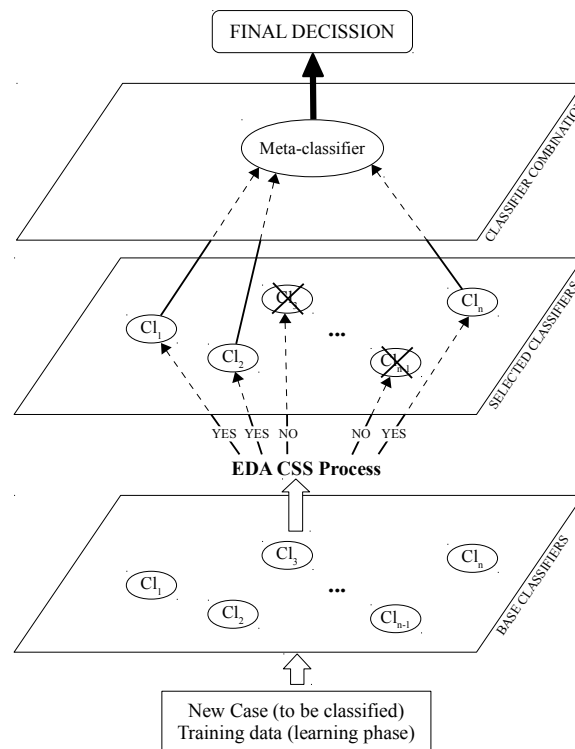 FINAL DECISSION
Meta-classifier
CLASSIFIER COMBINATION
Cl₃
Cl₁
Clₙ
...
Cl₂
Clₙ₋₁
SELECTED CLASSIFIERS
YES YES NO NO YES
EDA CSS Process
Cl₃
Clₙ
Cl₁
...
Cl₂
Clₙ₋₁
BASE CLASSIFIERS
New Case (to be classified)
Training data (learning phase)